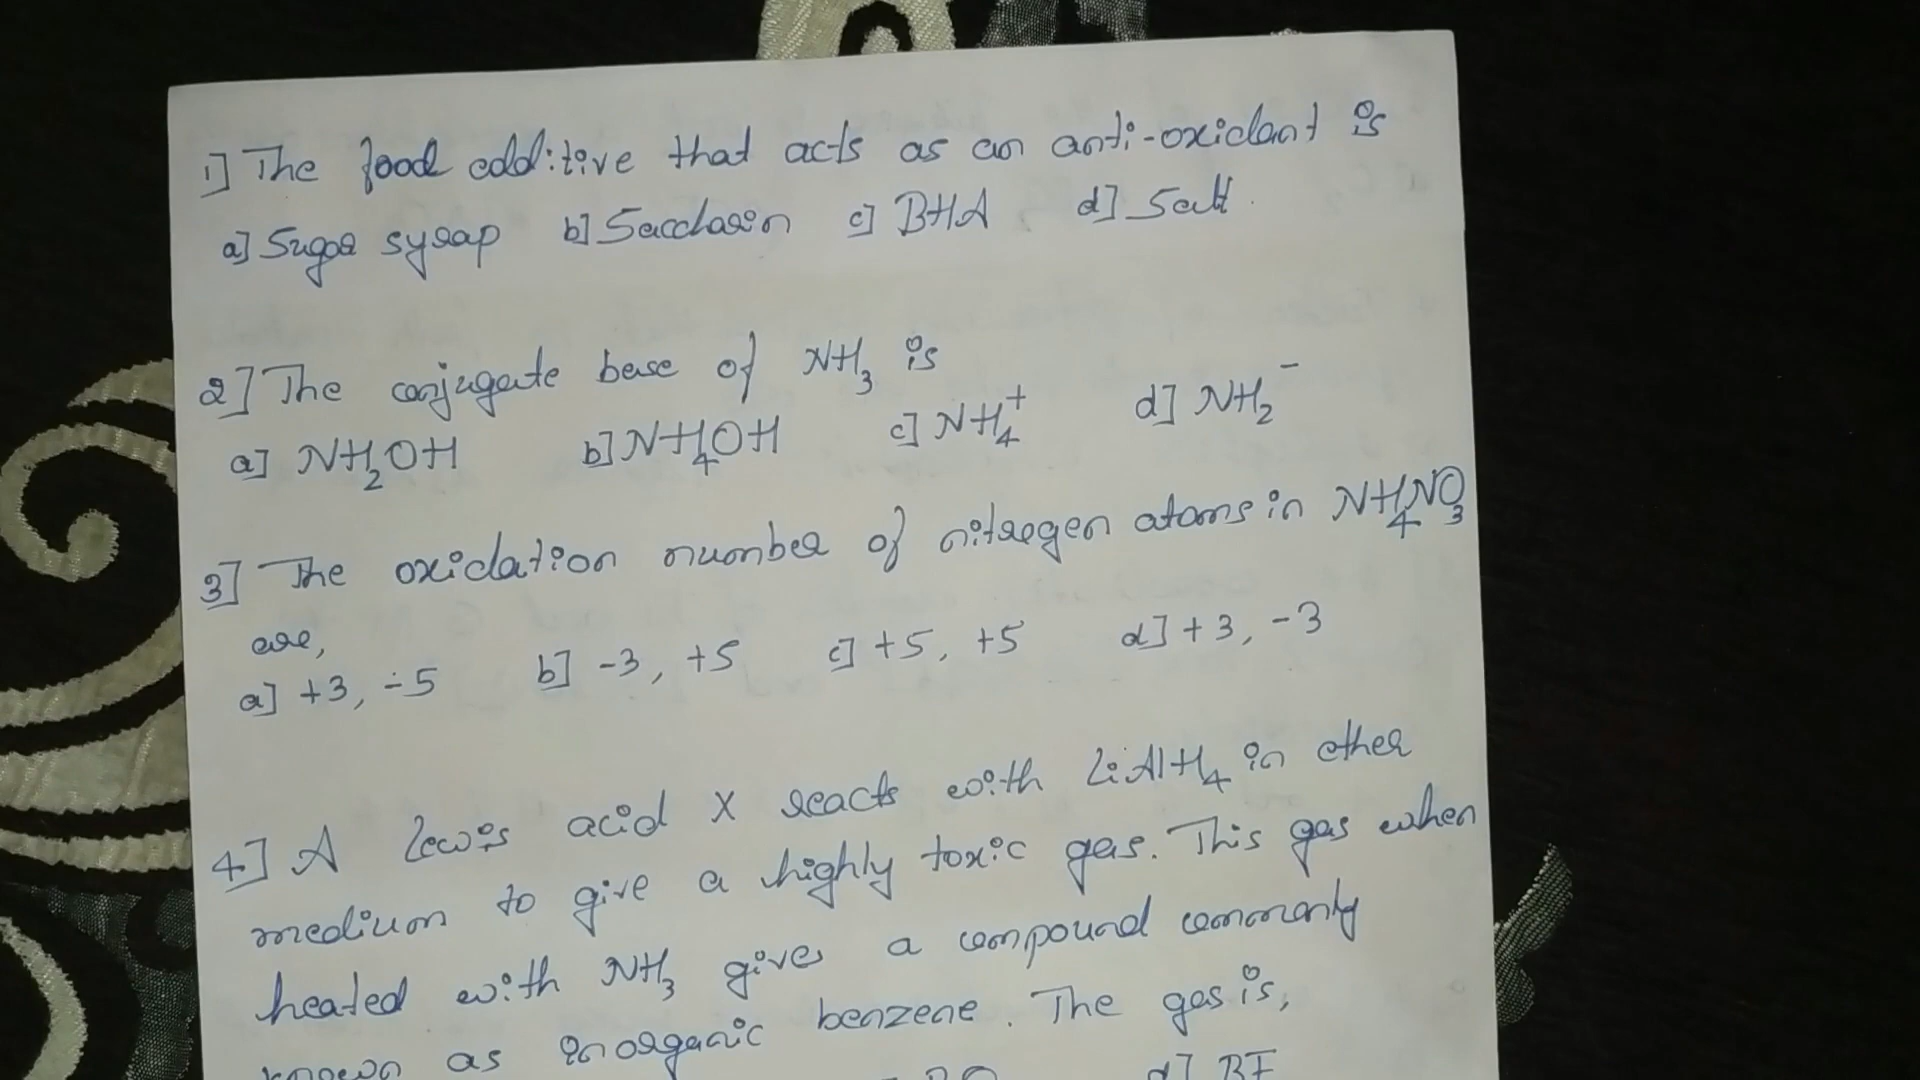 1] The food additive that acts as an anti-oxidant is
a] Sugar syrap b] Saccharin c] BHA d] Salt.
2] The conjugate base of NH₃ is
a] NH₂OH b] NH₄OH c] NH₄⁺ d] NH₂⁻
3] The oxidation number of nitrogen atoms in NH₄NO₃
are,
a] +3, -5 b] -3, +5 c] +5, +5 d] +3, -3
4] A Lewis acid X reacts with LiAlH₄ in ether
medium to give a highly toxic gas. This gas when
heated with NH₃ gives a compound commonly
known as inorganic benzene. The gas is,
d] BF